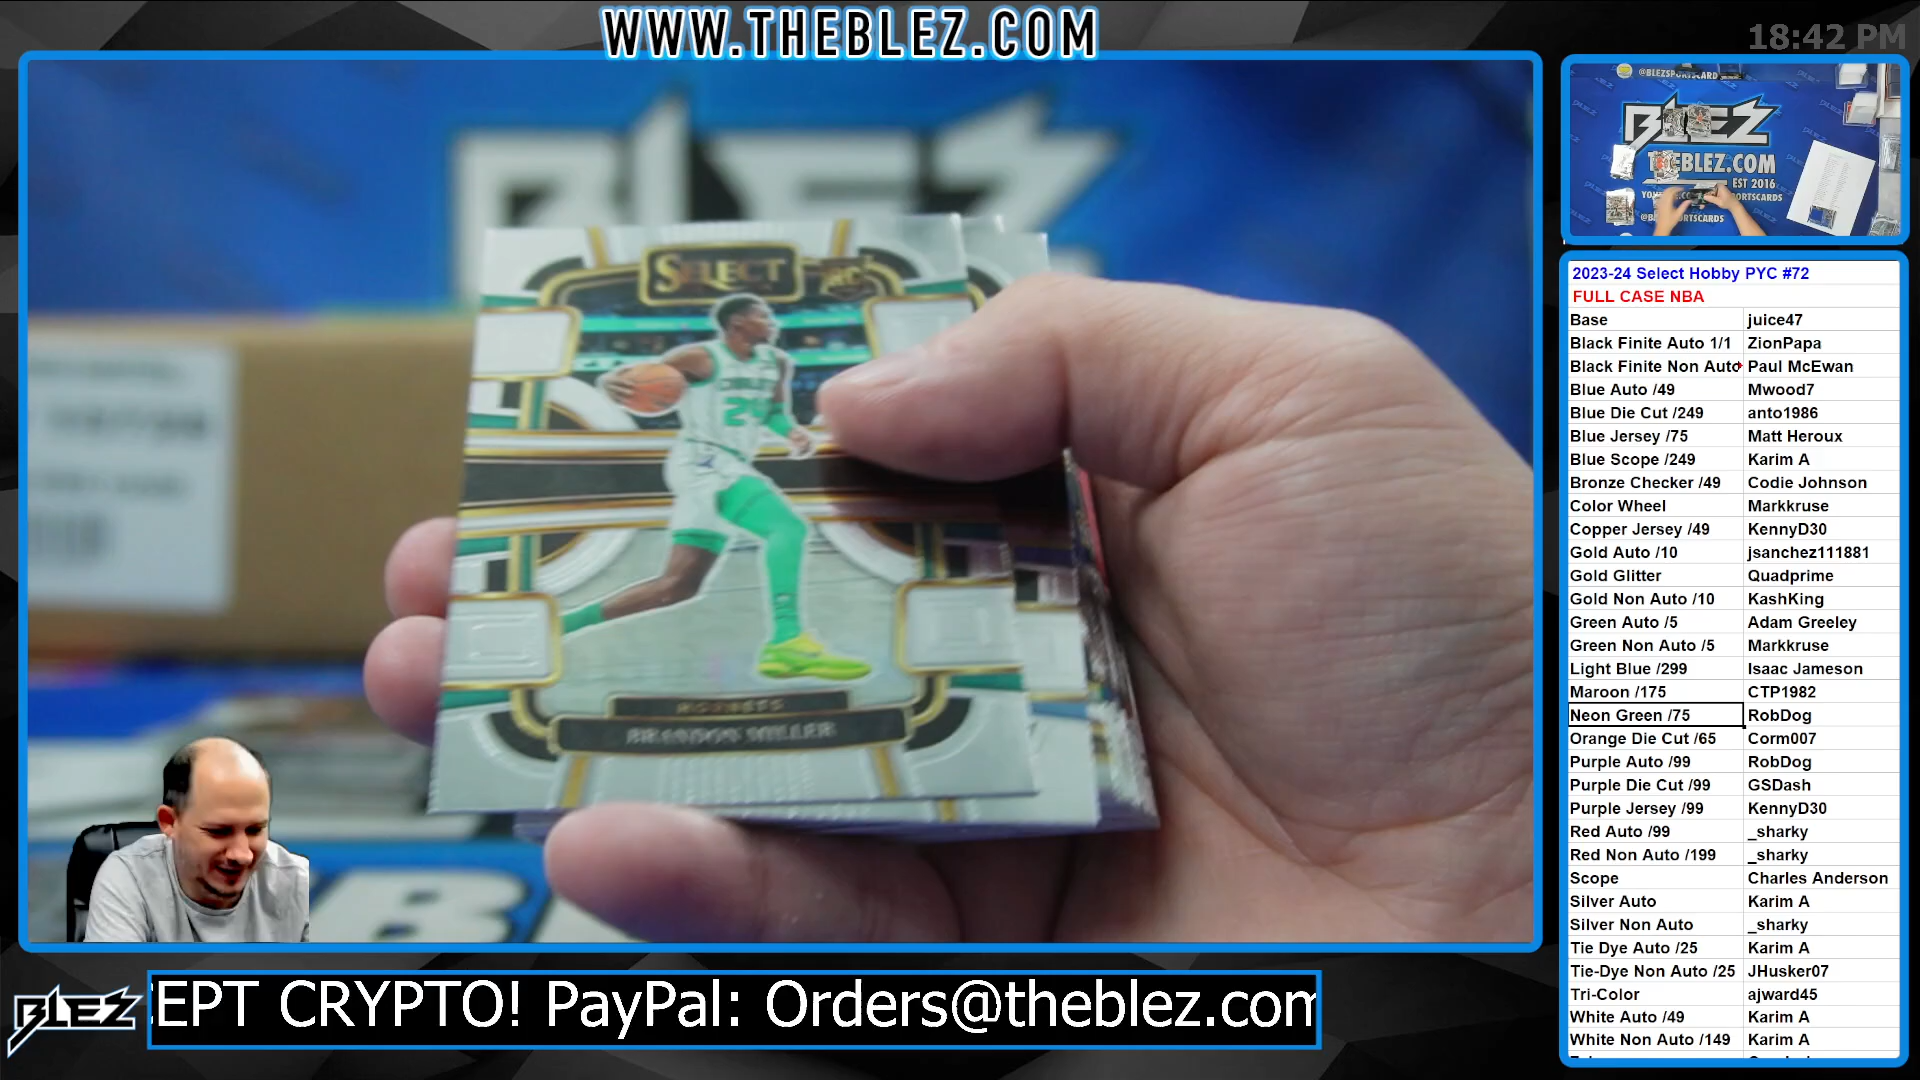 WWW.THEBLEZ.COM
18:42 PM
BLEZ
SELECT
RC
24
HORNETS
BRANDON MILLER
@BLEZSPORTSCARD
BLEZ
THEBLEZ.COM
EST 2016
2023-24 Select Hobby PYC #72
FULL CASE NBA
Base juice47
Black Finite Auto 1/1 ZionPapa
Black Finite Non Auto Paul McEwan
Blue Auto /49 Mwood7
Blue Die Cut /249 anto1986
Blue Jersey /75 Matt Heroux
Blue Scope /249 Karim A
Bronze Checker /49 Codie Johnson
Color Wheel Markkruse
Copper Jersey /49 KennyD30
Gold Auto /10 jsanchez111881
Gold Glitter Quadprime
Gold Non Auto /10 KashKing
Green Auto /5 Adam Greeley
Green Non Auto /5 Markkruse
Light Blue /299 Isaac Jameson
Maroon /175 CTP1982
Neon Green /75 RobDog
Orange Die Cut /65 Corm007
Purple Auto /99 RobDog
Purple Die Cut /99 GSDash
Purple Jersey /99 KennyD30
Red Auto /99 _sharky
Red Non Auto /199 _sharky
Scope Charles Anderson
Silver Auto Karim A
Silver Non Auto _sharky
Tie Dye Auto /25 Karim A
Tie-Dye Non Auto /25 JHusker07
Tri-Color ajward45
White Auto /49 Karim A
White Non Auto /149 Karim A
BLEZ
EPT CRYPTO! PayPal: Orders@theblez.com